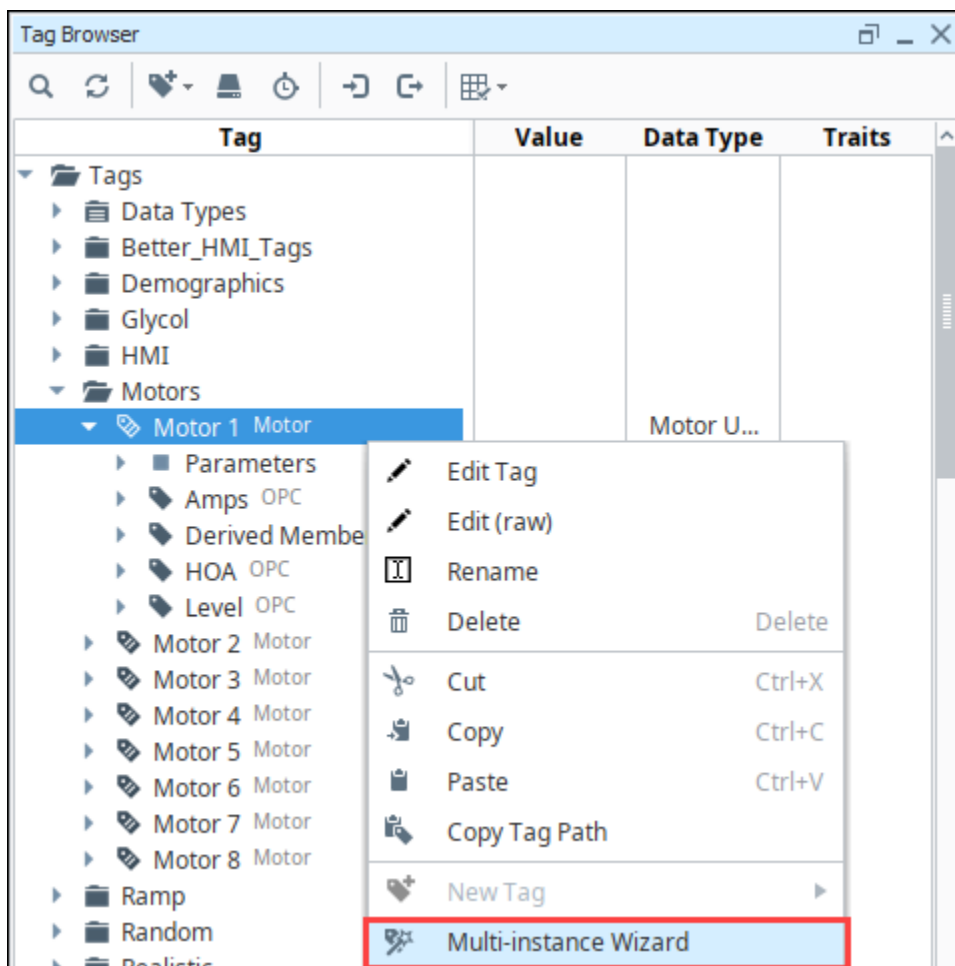 Tag Browser
Tag Value Data Type Traits
Tags
Data Types
Better_HMI_Tags
Demographics
Glycol
HMI
Motors
Motor 1 Motor Motor U...
Parameters
Amps OPC
Derived Membe
HOA OPC
Level OPC
Motor 2 Motor
Motor 3 Motor
Motor 4 Motor
Motor 5 Motor
Motor 6 Motor
Motor 7 Motor
Motor 8 Motor
Ramp
Random
Realistic
Edit Tag
Edit (raw)
Rename
Delete Delete
Cut Ctrl+X
Copy Ctrl+C
Paste Ctrl+V
Copy Tag Path
New Tag
Multi-instance Wizard